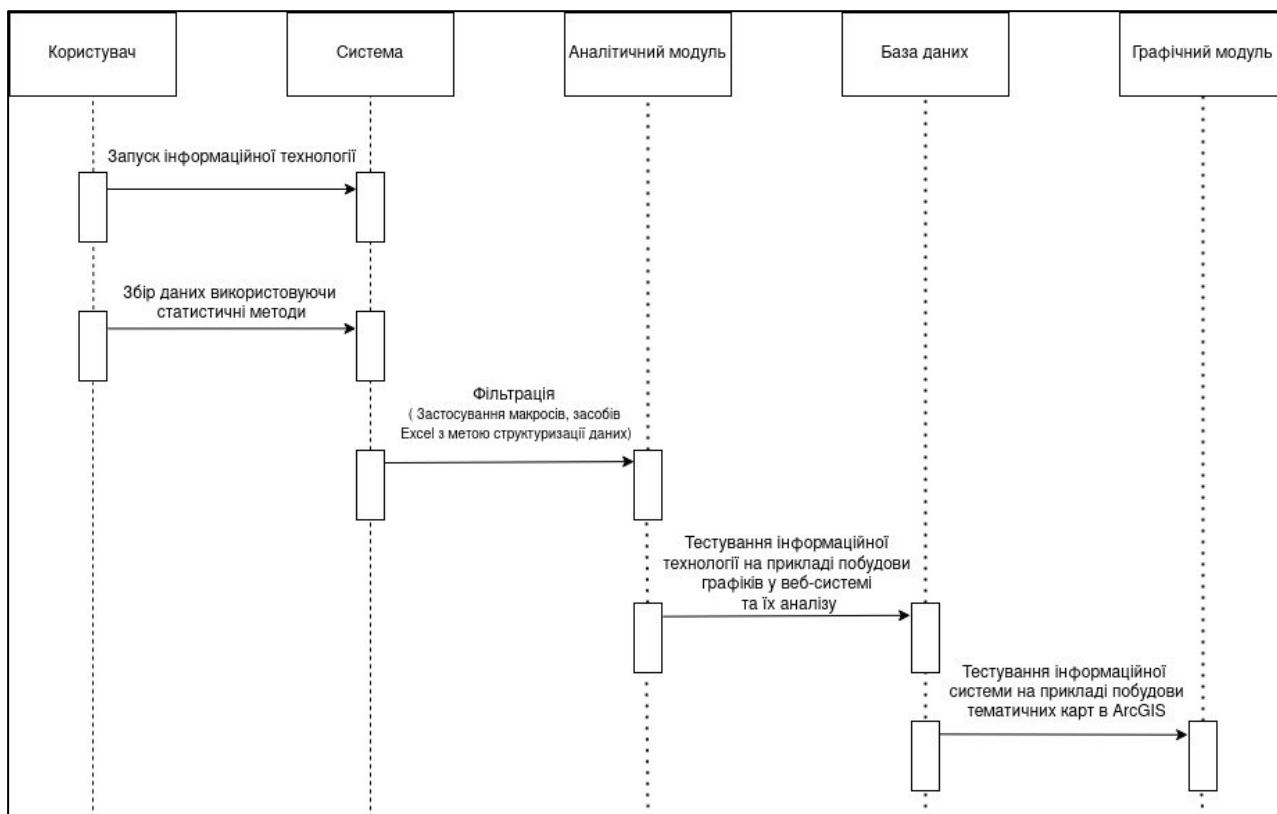 Користувач
Система
Аналітичний модуль
База даних
Графічний модуль
Запуск інформаційної технології
Збір даних використовуючи
статистичні методи
Фільтрація
( Застосування макросів, засобів
Excel з метою структуризації даних)
Тестування інформаційної
технології на прикладі побудови
графіків у веб-системі
та їх аналізу
Тестування інформаційної
системи на прикладі побудови
тематичних карт в ArcGIS